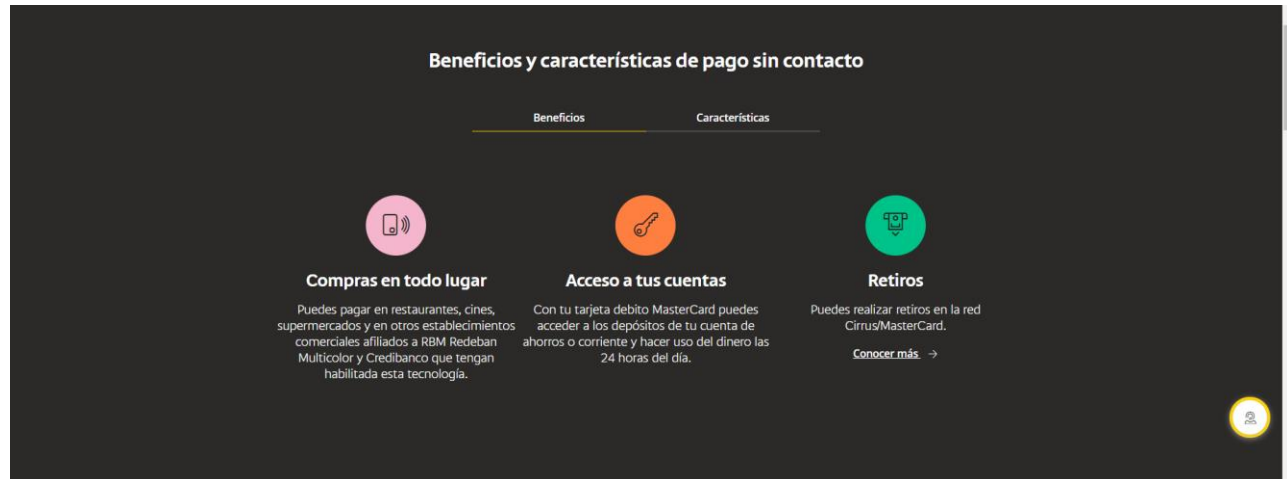 Beneficios y características de pago sin contacto
Beneficios
Características
Compras en todo lugar
Puedes pagar en restaurantes, cines,
supermercados y en otros establecimientos
comerciales afiliados a RBM Redeban
Multicolor y Credibanco que tengan
habilitada esta tecnología.
Acceso a tus cuentas
Con tu tarjeta debito MasterCard puedes
acceder a los depósitos de tu cuenta de
ahorros o corriente y hacer uso del dinero las
24 horas del día.
Retiros
Puedes realizar retiros en la red
Cirrus/MasterCard.
Conocer más →